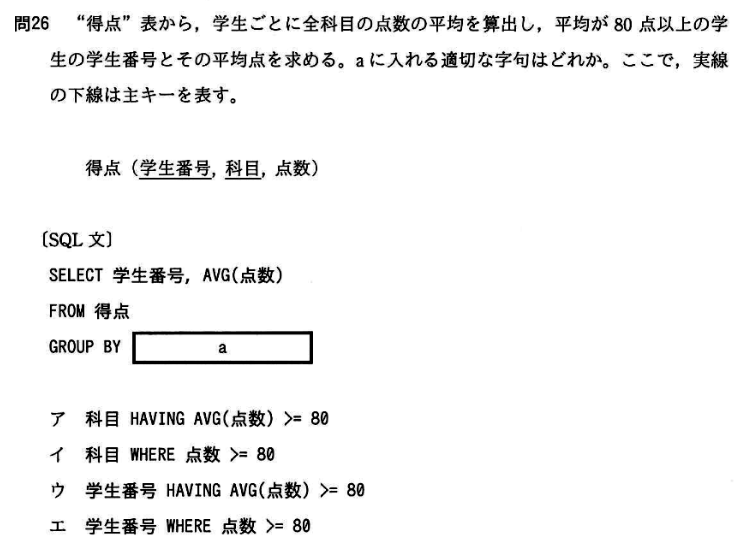 問26 “得点”表から，学生ごとに全科目の点数の平均を算出し，平均が 80 点以上の学
生の学生番号とその平均点を求める。a に入れる適切な字句はどれか。ここで，実線
の下線は主キーを表す。
得点（学生番号, 科目, 点数）
〔SQL 文〕
SELECT 学生番号, AVG(点数)
FROM 得点
GROUP BY a
ア 科目 HAVING AVG(点数) >= 80
イ 科目 WHERE 点数 >= 80
ウ 学生番号 HAVING AVG(点数) >= 80
エ 学生番号 WHERE 点数 >= 80